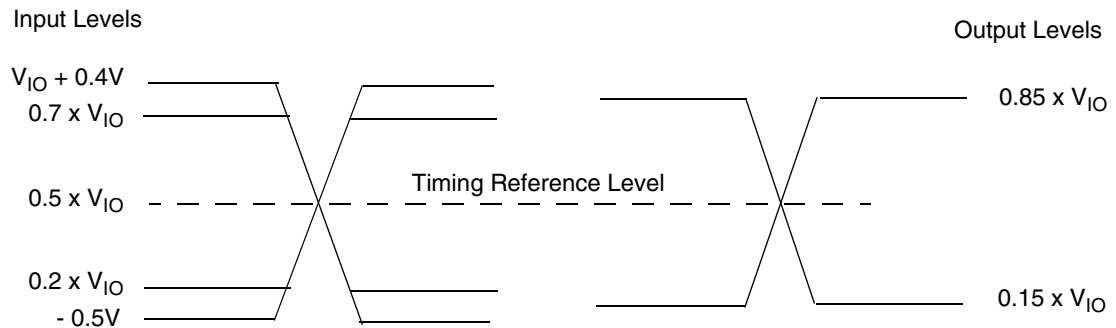 Input Levels
Output Levels
V_IO + 0.4V
0.7 x V_IO
0.85 x V_IO
Timing Reference Level
0.5 x V_IO
0.2 x V_IO
0.15 x V_IO
- 0.5V